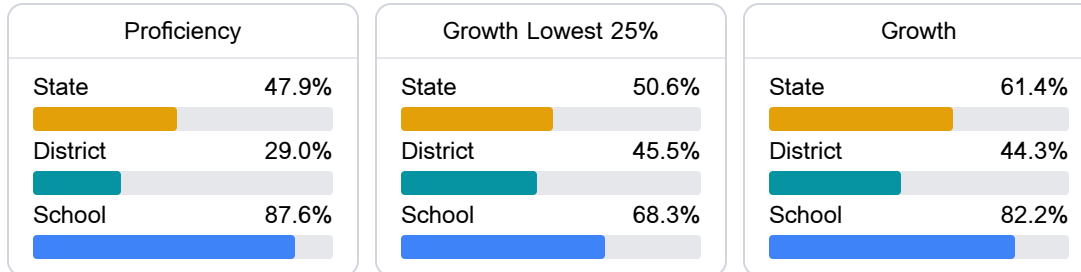 Proficiency
State 47.9%
District 29.0%
School 87.6%
Growth Lowest 25%
State 50.6%
District 45.5%
School 68.3%
Growth
State 61.4%
District 44.3%
School 82.2%